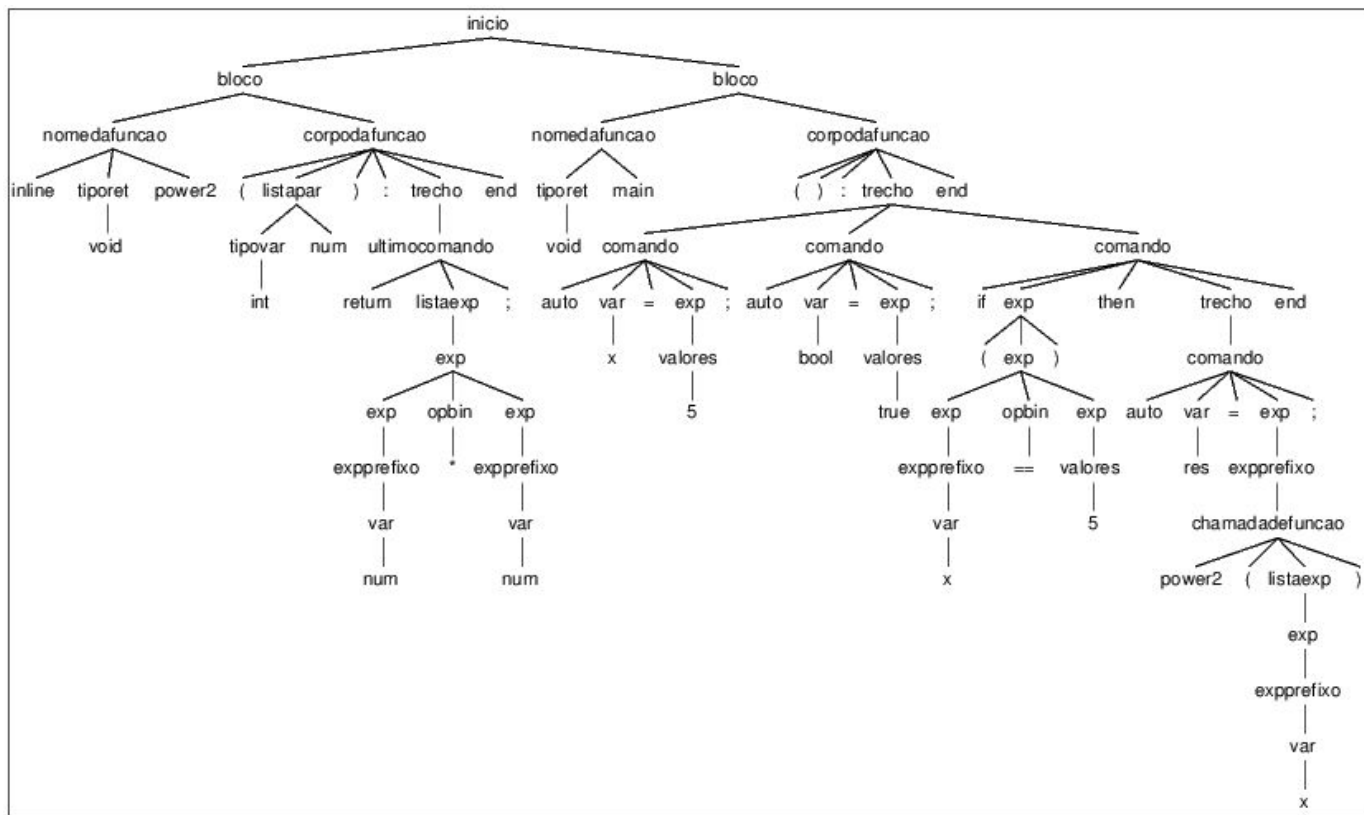 inicio
bloco bloco
nomedafuncao corpodafuncao nomedafuncao corpodafuncao
inline tiporet power2 ( listapar ) : trecho end tiporet main ( ) : trecho end
void tipovar num ultimocomando void comando comando comando
int return listaexp ; auto var = exp ; auto var = exp ; if exp then trecho end
exp x valores bool valores ( exp ) comando
exp opbin exp 5 true exp opbin exp auto var = exp ;
expprefixo * expprefixo expprefixo == valores res expprefixo
var var var 5 chamadadefuncao
num num x power2 ( listaexp )
exp
expprefixo
var
x